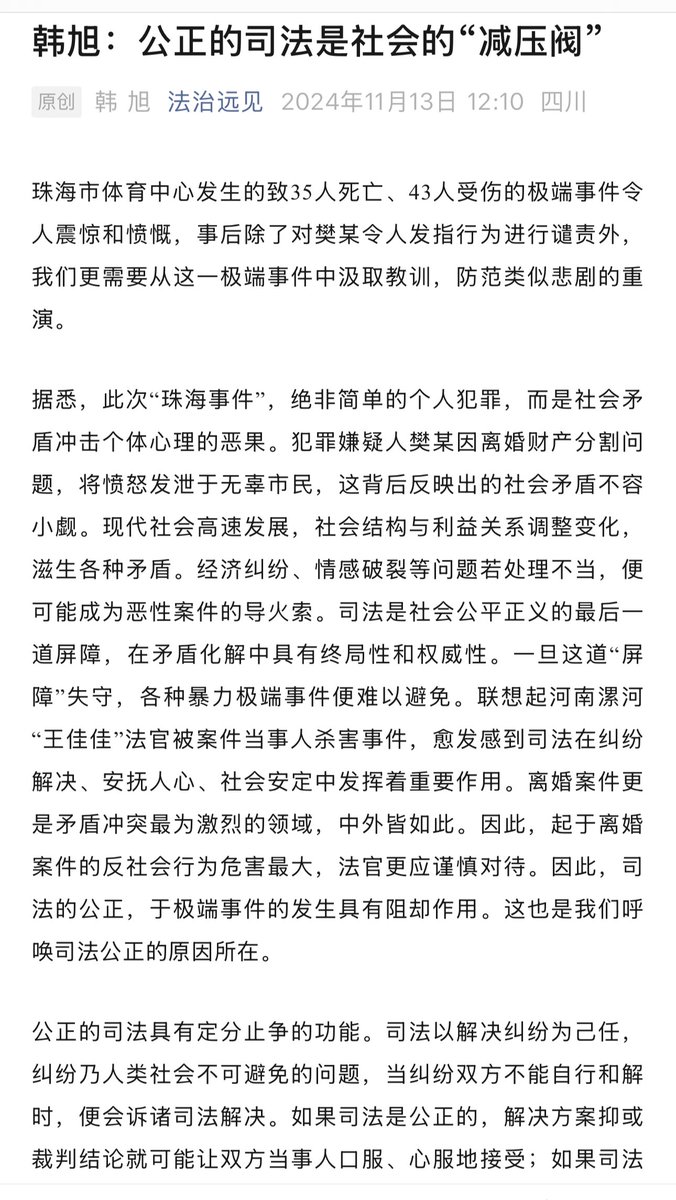 韩旭：公正的司法是社会的“减压阀”
原创 韩 旭 法治远见 2024年11月13日 12:10 四川
珠海市体育中心发生的致35人死亡、43人受伤的极端事件令
人震惊和愤慨，事后除了对樊某令人发指行为进行谴责外，
我们更需要从这一极端事件中汲取教训，防范类似悲剧的重
演。
据悉，此次“珠海事件”，绝非简单的个人犯罪，而是社会矛
盾冲击个体心理的恶果。犯罪嫌疑人樊某因离婚财产分割问
题，将愤怒发泄于无辜市民，这背后反映出的社会矛盾不容
小觑。现代社会高速发展，社会结构与利益关系调整变化，
滋生各种矛盾。经济纠纷、情感破裂等问题若处理不当，便
可能成为恶性案件的导火索。司法是社会公平正义的最后一
道屏障，在矛盾化解中具有终局性和权威性。一旦这道“屏
障”失守，各种暴力极端事件便难以避免。联想起河南漯河
“王佳佳”法官被案件当事人杀害事件，愈发感到司法在纠纷
解决、安抚人心、社会安定中发挥着重要作用。离婚案件更
是矛盾冲突最为激烈的领域，中外皆如此。因此，起于离婚
案件的反社会行为危害最大，法官更应谨慎对待。因此，司
法的公正，于极端事件的发生具有阻却作用。这也是我们呼
唤司法公正的原因所在。
公正的司法具有定分止争的功能。司法以解决纠纷为己任，
纠纷乃人类社会不可避免的问题，当纠纷双方不能自行和解
时，便会诉诸司法解决。如果司法是公正的，解决方案抑或
裁判结论就可能让双方当事人口服、心服地接受；如果司法